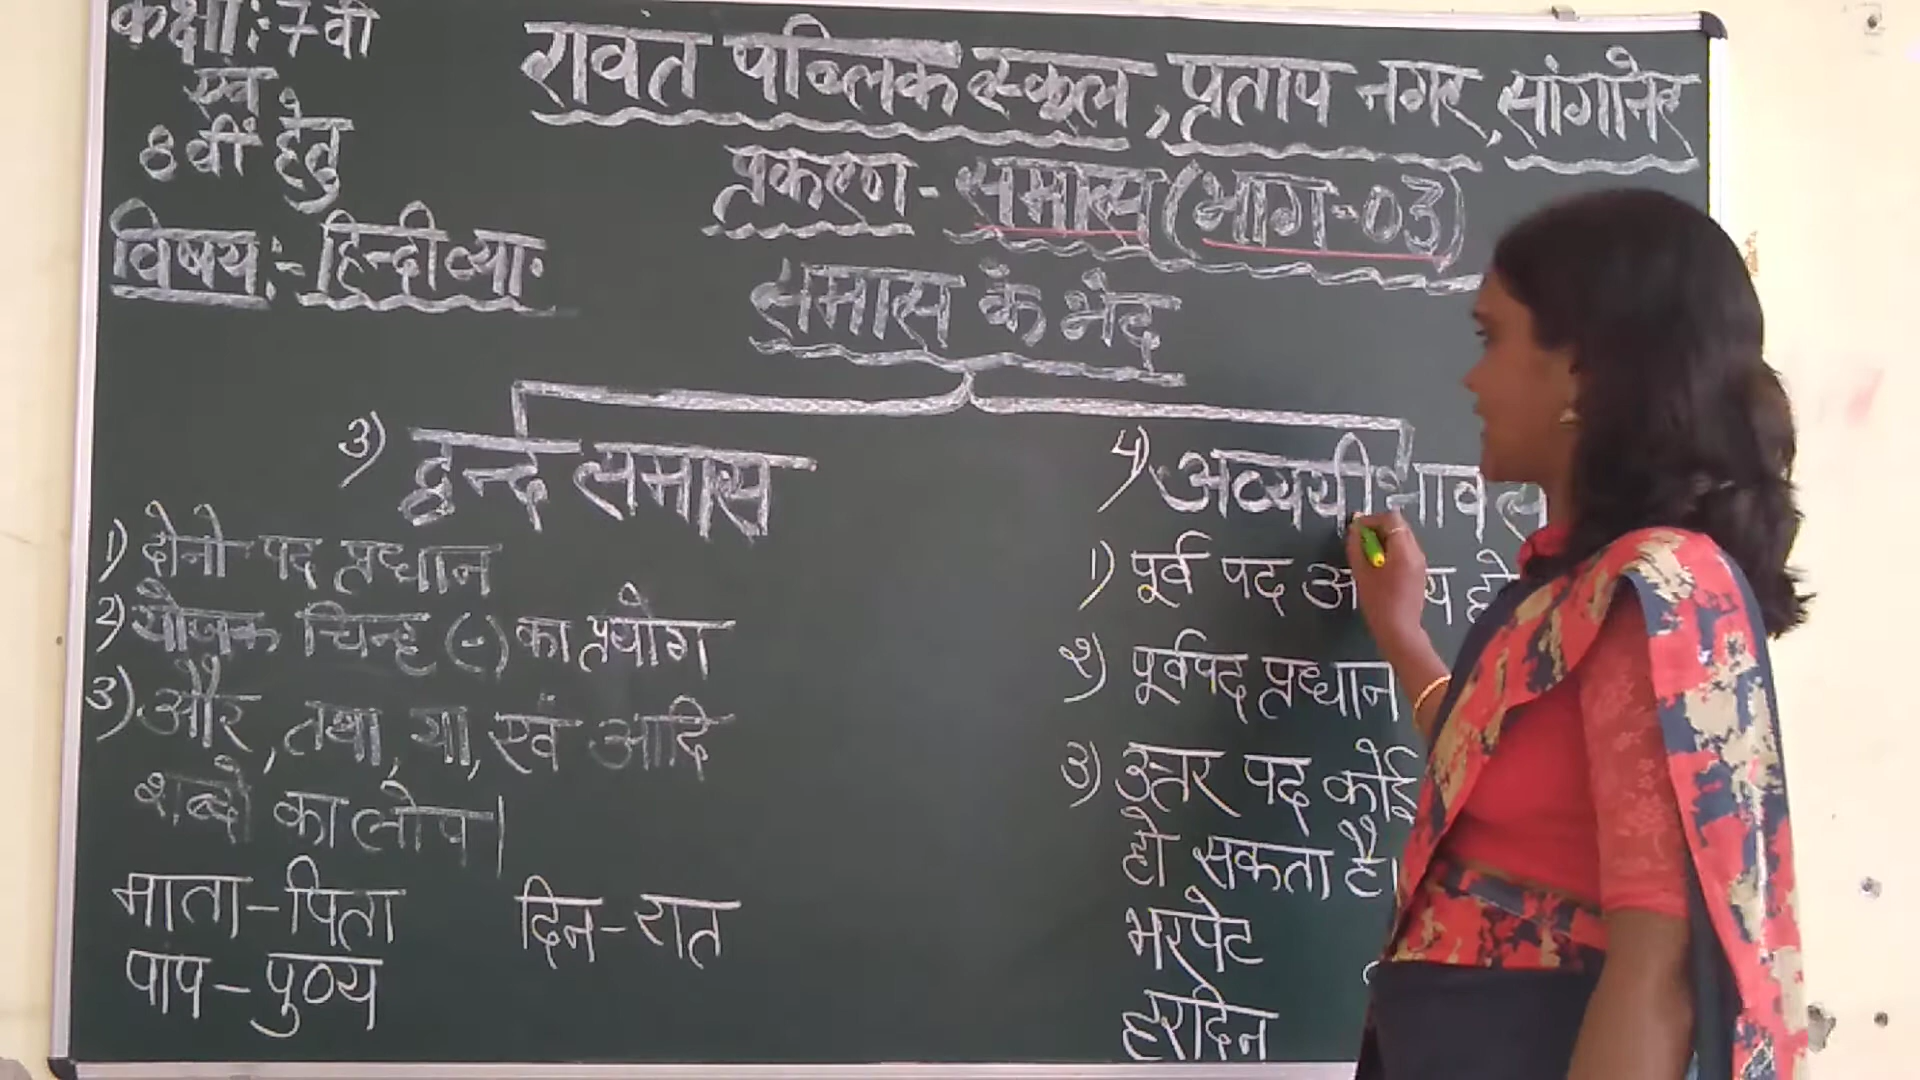 कक्षा:7वी
एवं
8वीं हेतु
रावंत पब्लिक स्कूल, प्रताप नगर, सांगानेर
प्रकरण - समास (भाग-03)
विषय:- हिन्दी व्या.
समास के भेद
3) द्वन्द समास
1) दोनो पद प्रधान
2) योजक चिन्ह (-) का प्रयोग
3) और, तथा, या, एवं आदि
शब्दो का लोप|
माता-पिता दिन-रात
पाप-पुण्य
4) अव्ययीभाव स
1) पूर्व पद
२) पूर्वपद प्रधान
3) उत्तर पद कोई
हो सकता है।
भरपेट
हरदिन